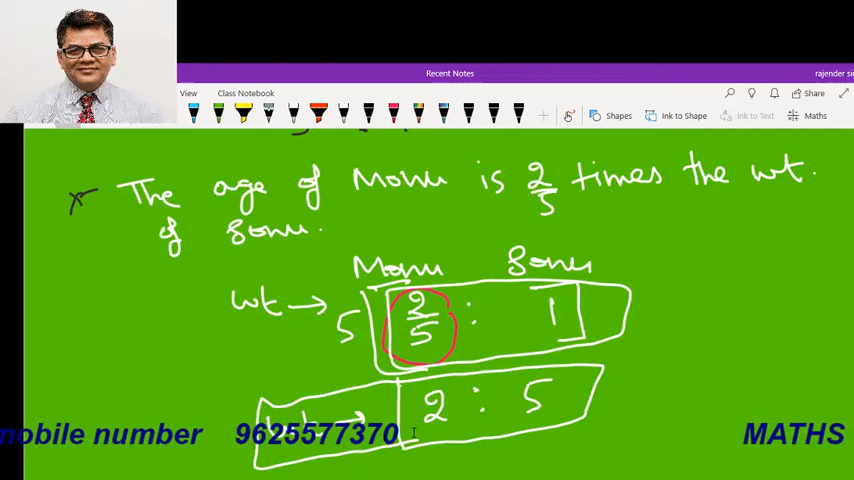 Recent Notes
rajender si
View Class Notebook Share
Shapes Ink to Shape Ink to Text Maths
The age of Monu is 2/5 times the wt.
of Sonu.
Monu Sonu
wt → 5 [ 2/5 : 1 ]
→ 2 : 5
mobile number 9625577370 MATHS